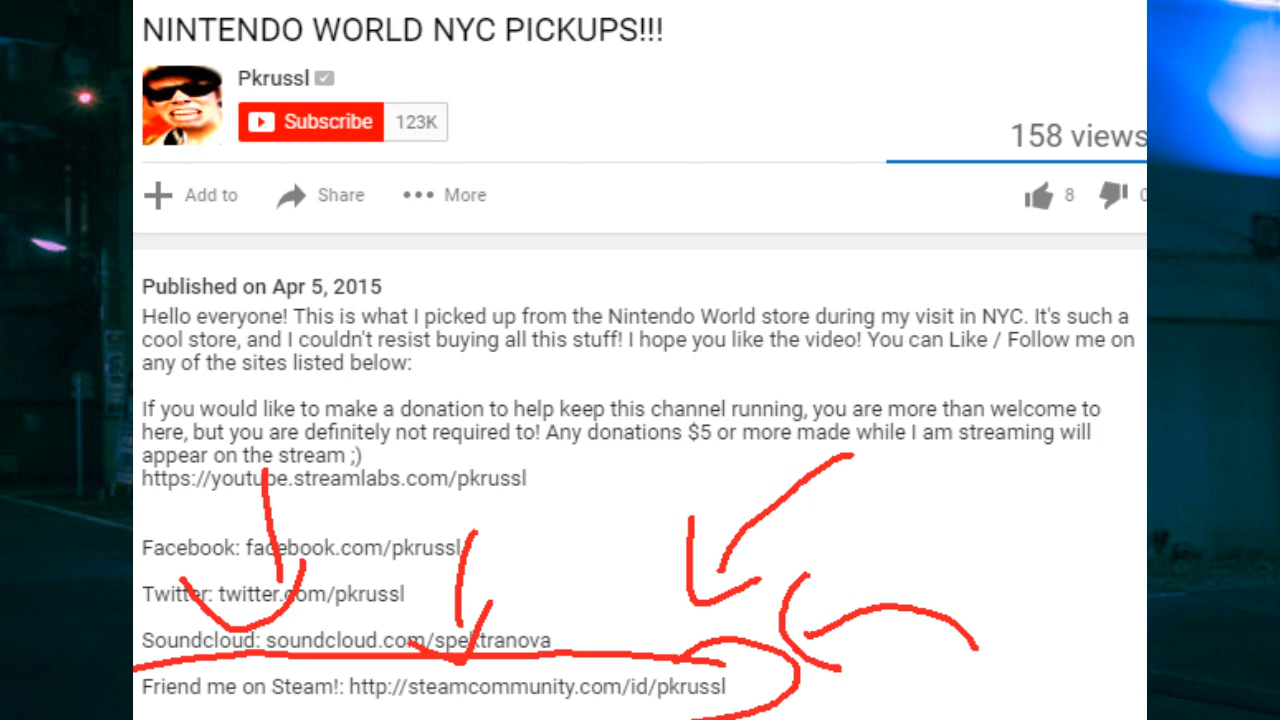 NINTENDO WORLD NYC PICKUPS!!!
Pkrussl
Subscribe 123K
158 views
Add to Share More 8 0
Published on Apr 5, 2015
Hello everyone! This is what I picked up from the Nintendo World store during my visit in NYC. It's such a
cool store, and I couldn't resist buying all this stuff! I hope you like the video! You can Like / Follow me on
any of the sites listed below:
If you would like to make a donation to help keep this channel running, you are more than welcome to
here, but you are definitely not required to! Any donations $5 or more made while I am streaming will
appear on the stream ;)
https://youtube.streamlabs.com/pkrussl
Facebook: facebook.com/pkrussl
Twitter: twitter.com/pkrussl
Soundcloud: soundcloud.com/spektranova
Friend me on Steam!: http://steamcommunity.com/id/pkrussl